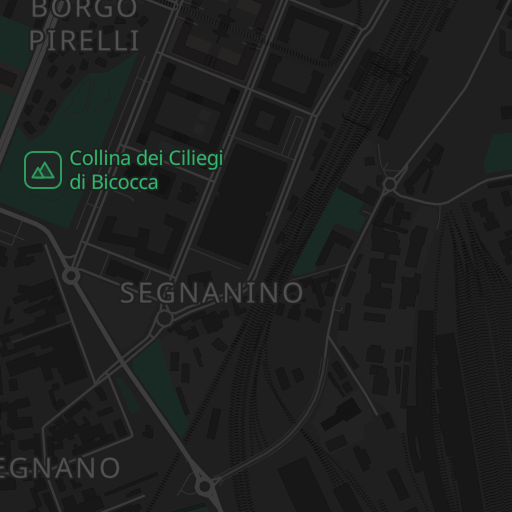 BORGO
PIRELLI
Collina dei Ciliegi
di Bicocca
SEGNANINO
EGNANO